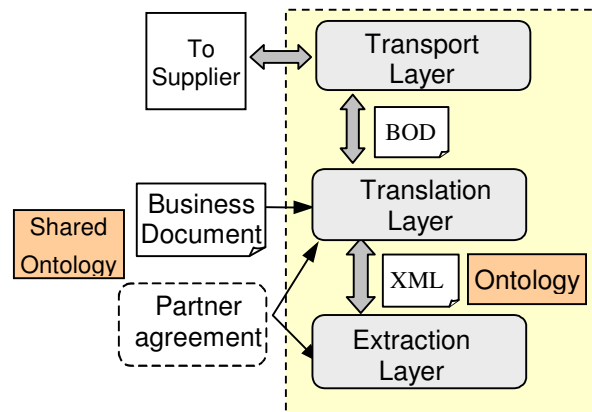 To
Supplier
Transport
Layer
BOD
Business
Document
Translation
Layer
Shared
Ontology
XML
Ontology
Partner
agreement
Extraction
Layer